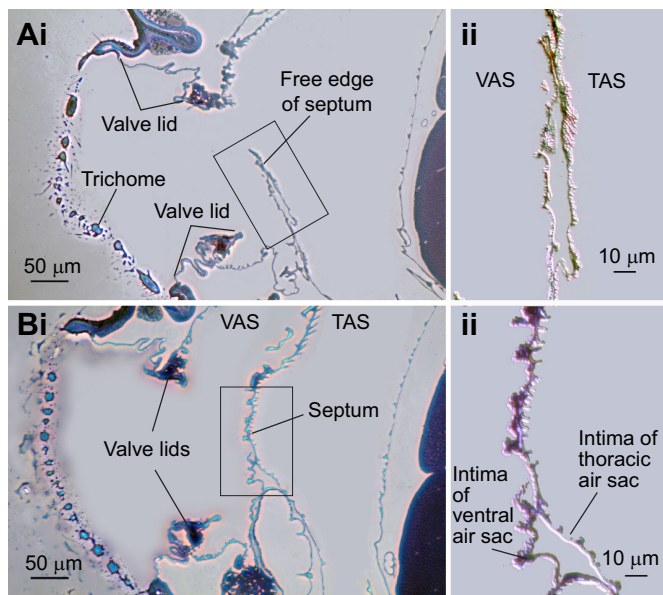 Ai
Valve lid
Free edge
of septum
Trichome
Valve lid
50 μm
ii
VAS
TAS
10 μm
Bi
VAS
TAS
Septum
Valve lids
50 μm
ii
Intima of
thoracic
air sac
Intima
of
ventral
air sac
10 μm